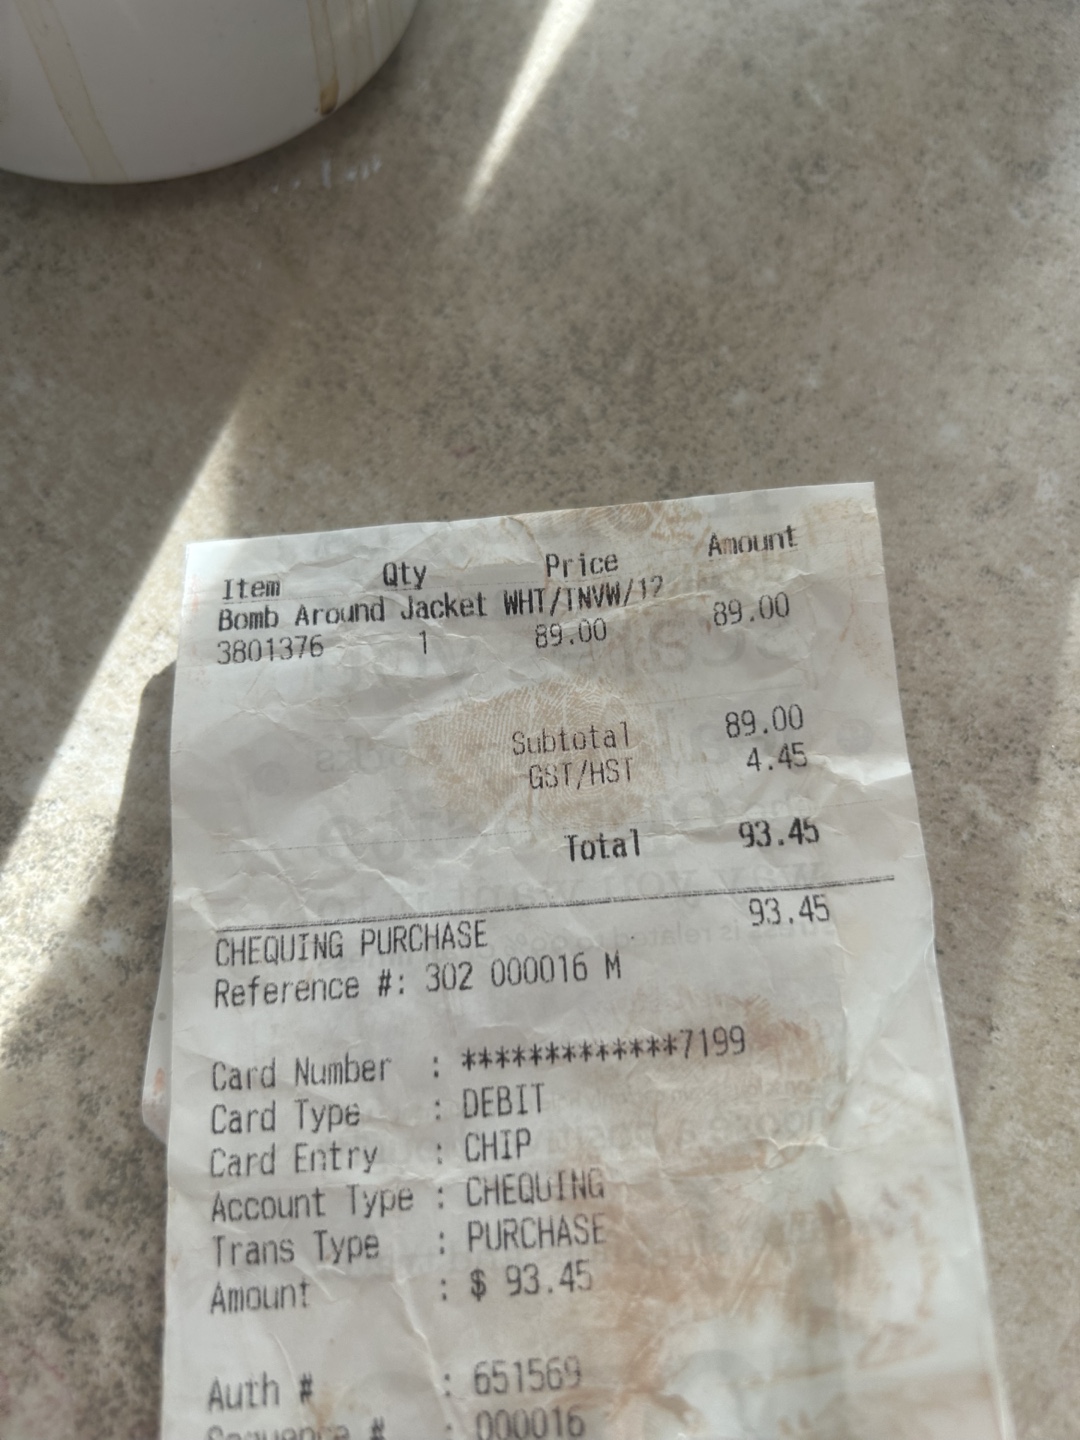 Item Qty Price Amount
Bomb Around Jacket WHT/INVW/12
3801376 1 89.00 89.00
Subtotal 89.00
GST/HST 4.45
Total 93.45
CHEQUING PURCHASE 93.45
Reference #: 302 000016 M
Card Number : *************7199
Card Type : DEBIT
Card Entry : CHIP
Account Type : CHEQUING
Trans Type : PURCHASE
Amount : $ 93.45
Auth # : 651569
Sequence # : 000016